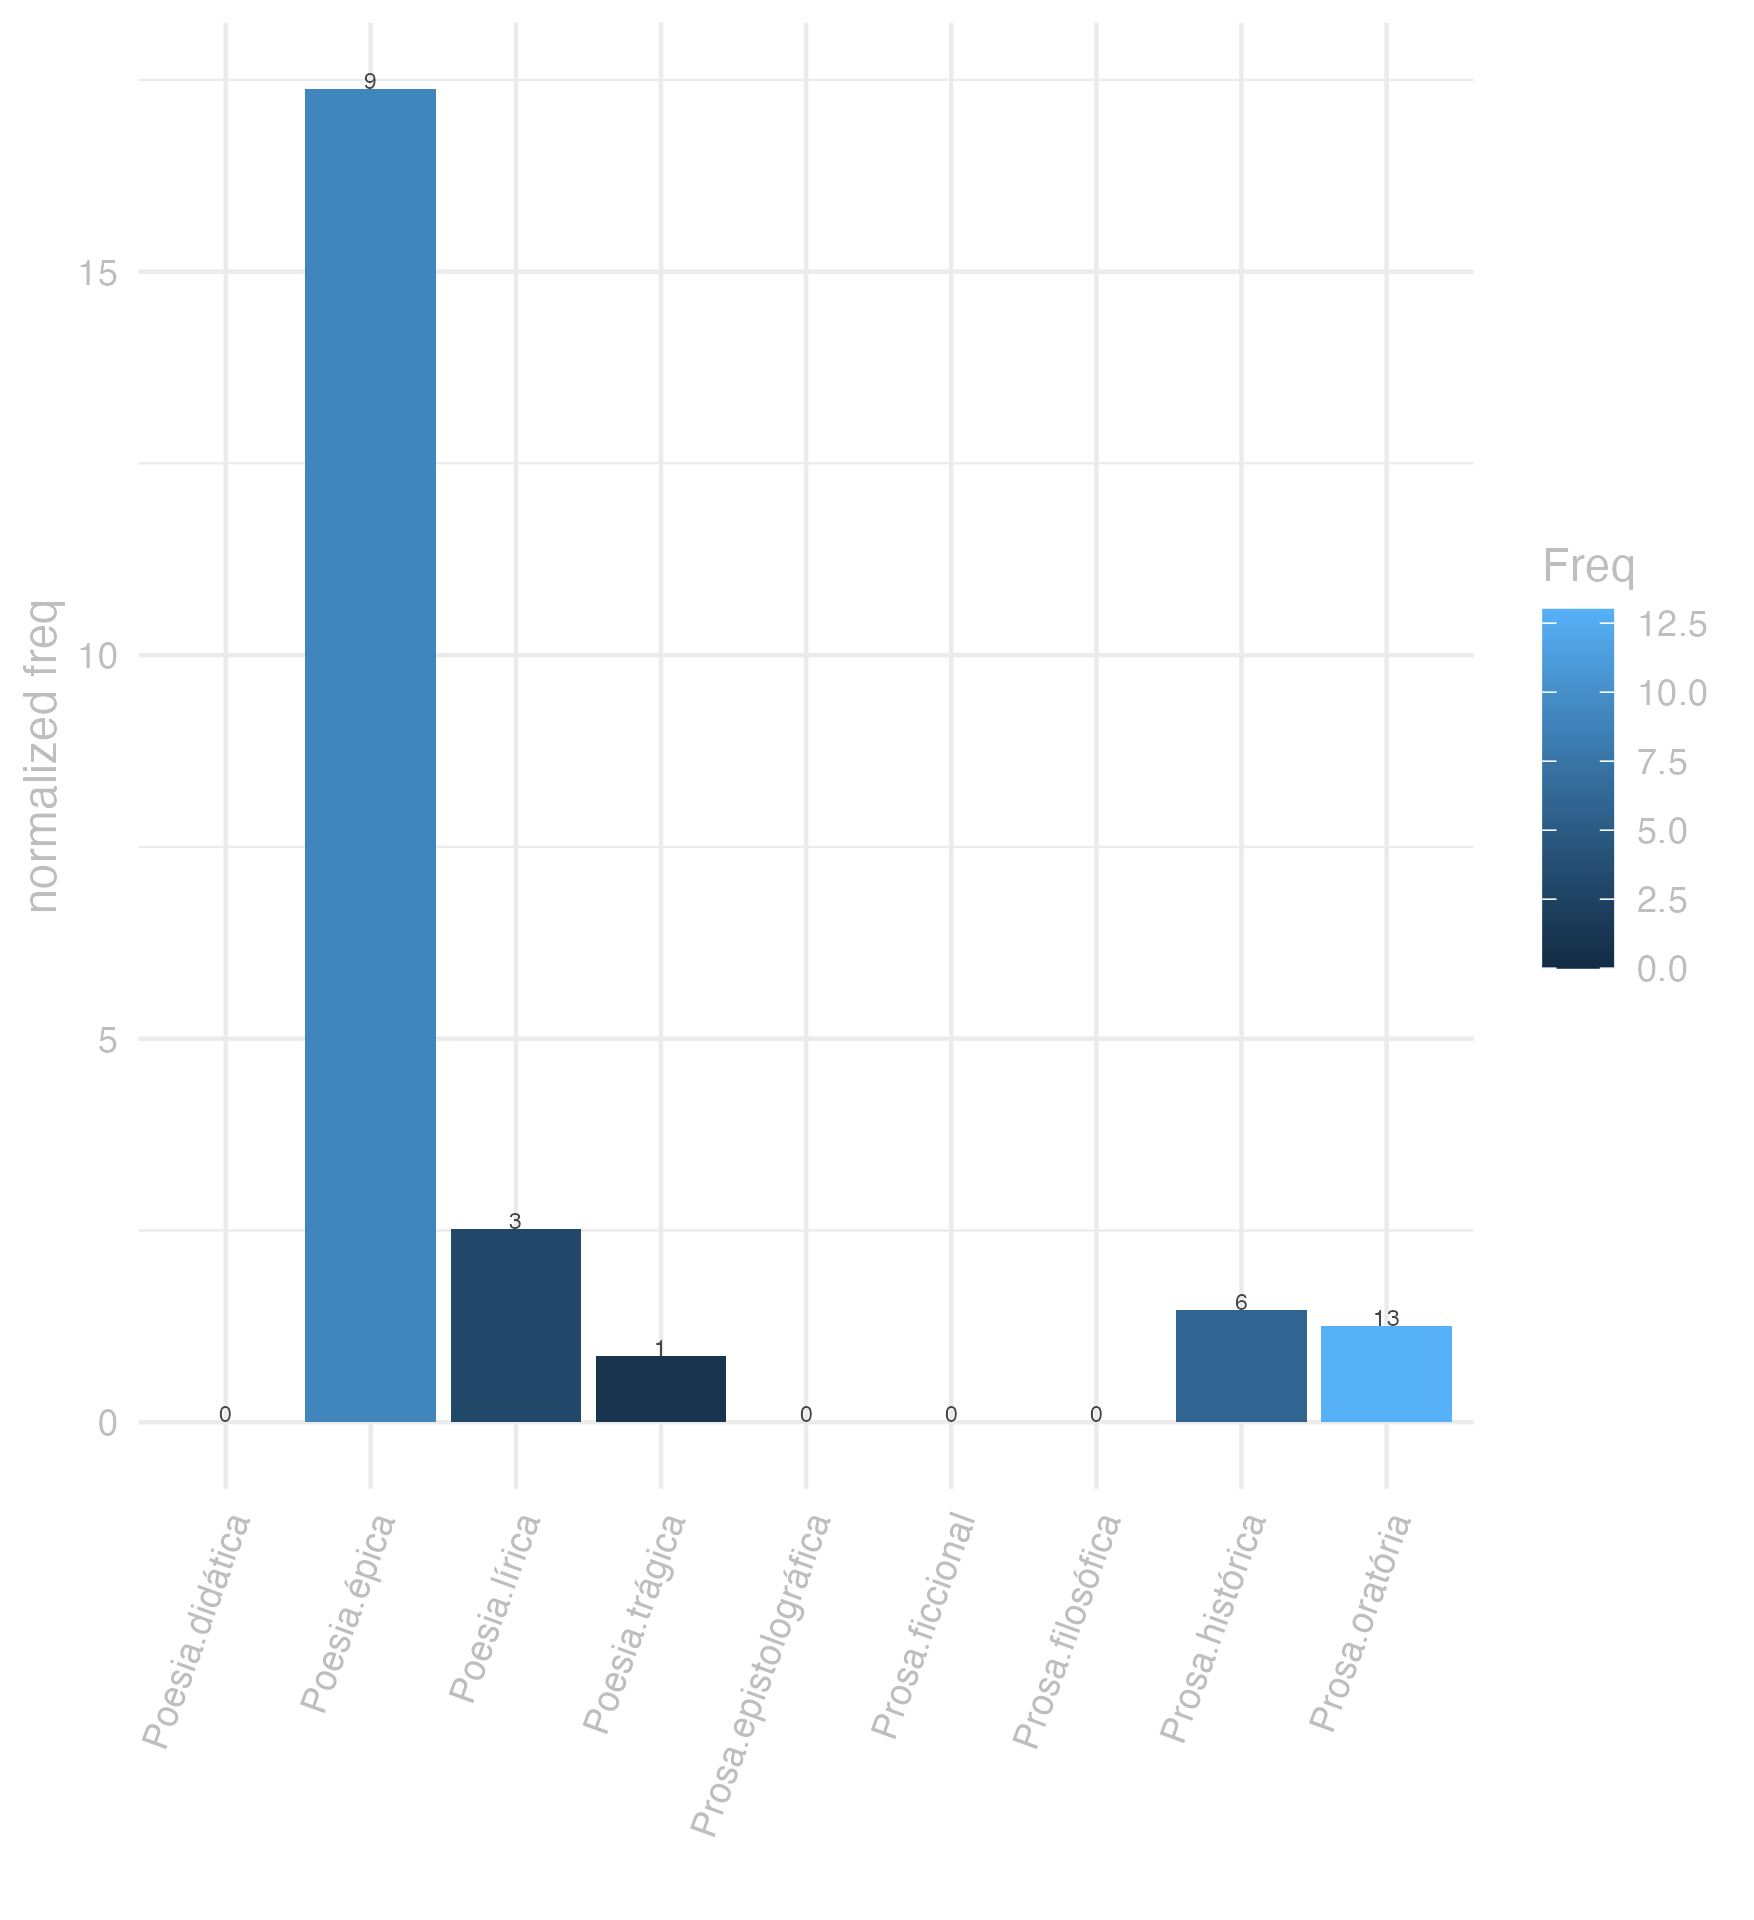 normalized freq
15
10
5
0
0
9
3
1
0
0
0
6
13
Poesia.didática
Poesia.épica
Poesia.lírica
Poesia.trágica
Prosa.epistolográfica
Prosa.ficcional
Prosa.filosófica
Prosa.histórica
Prosa.oratória
Freq
12.5
10.0
7.5
5.0
2.5
0.0